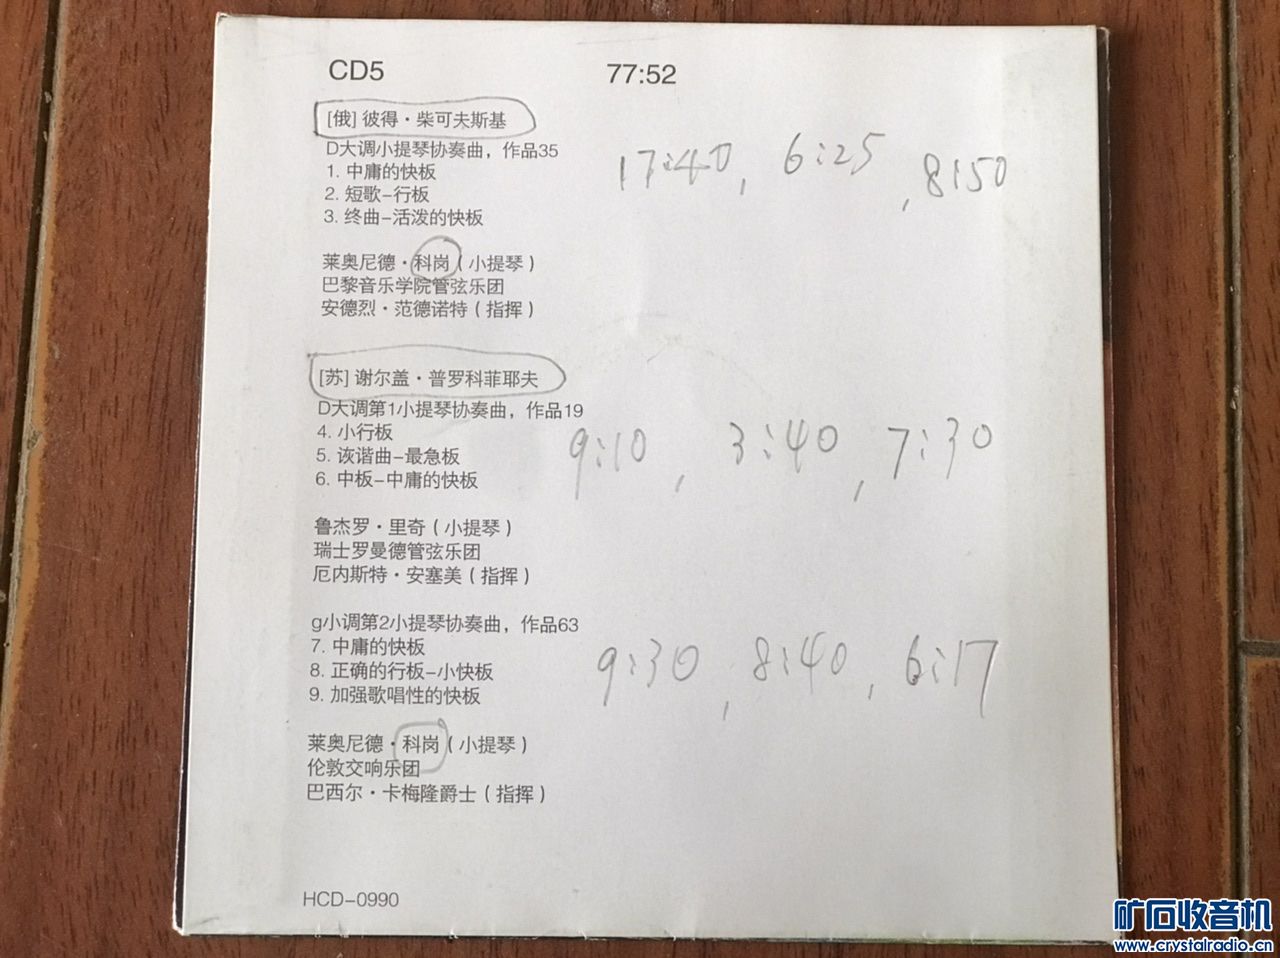 CD5 77:52
[俄] 彼得·柴可夫斯基
D大调小提琴协奏曲，作品35
1. 中庸的快板
2. 短歌-行板
3. 终曲-活泼的快板
17:40, 6:25, 8:50
莱奥尼德·科岗（小提琴）
巴黎音乐学院管弦乐团
安德烈·范德诺特（指挥）
[苏] 谢尔盖·普罗科菲耶夫
D大调第1小提琴协奏曲，作品19
4. 小行板
5. 诙谐曲-最急板
6. 中板-中庸的快板
9:10, 3:40, 7:30
鲁杰罗·里奇（小提琴）
瑞士罗曼德管弦乐团
厄内斯特·安塞美（指挥）
g小调第2小提琴协奏曲，作品63
7. 中庸的快板
8. 正确的行板-小快板
9. 加强歌唱性的快板
9:30, 8:40, 6:17
莱奥尼德·科岗（小提琴）
伦敦交响乐团
巴西尔·卡梅隆爵士（指挥）
HCD-0990
矿石收音机
www.crystalradio.cn